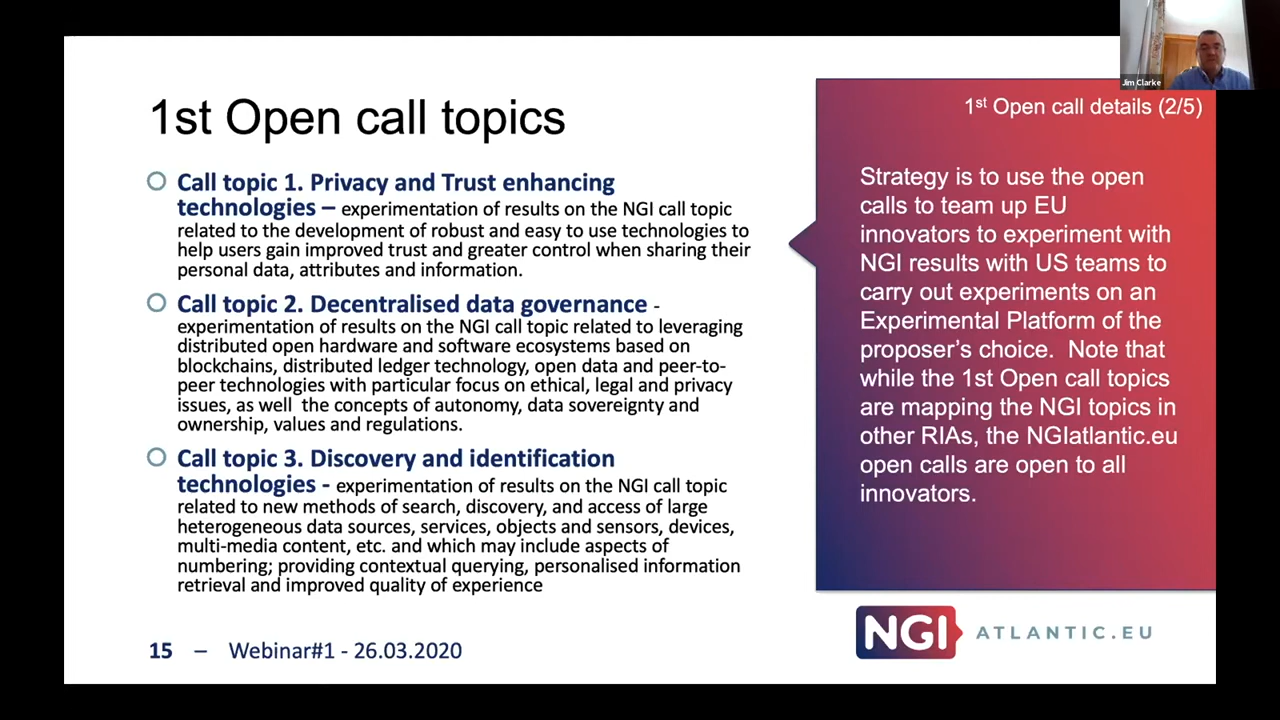 Jim Clarke
1st Open call topics
Call topic 1. Privacy and Trust enhancing
technologies – experimentation of results on the NGI call topic
related to the development of robust and easy to use technologies to
help users gain improved trust and greater control when sharing their
personal data, attributes and information.
Call topic 2. Decentralised data governance -
experimentation of results on the NGI call topic related to leveraging
distributed open hardware and software ecosystems based on
blockchains, distributed ledger technology, open data and peer-to-
peer technologies with particular focus on ethical, legal and privacy
issues, as well  the concepts of autonomy, data sovereignty and
ownership, values and regulations.
Call topic 3. Discovery and identification
technologies - experimentation of results on the NGI call topic
related to new methods of search, discovery, and access of large
heterogeneous data sources, services, objects and sensors, devices,
multi-media content, etc. and which may include aspects of
numbering; providing contextual querying, personalised information
retrieval and improved quality of experience
1st Open call details (2/5)
Strategy is to use the open
calls to team up EU
innovators to experiment with
NGI results with US teams to
carry out experiments on an
Experimental Platform of the
proposer’s choice.  Note that
while the 1st Open call topics
are mapping the NGI topics in
other RIAs, the NGIatlantic.eu
open calls are open to all
innovators.
15 – Webinar#1 - 26.03.2020
NGI ATLANTIC.EU